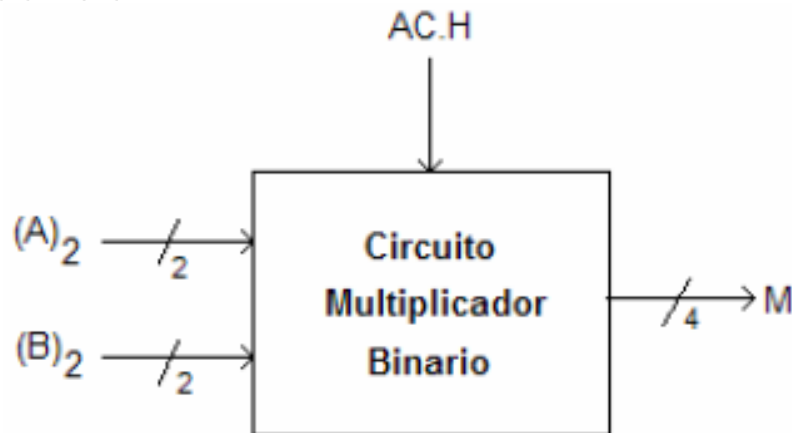 AC.H
(A)2
2
(B)2
2
Circuito
Multiplicador
Binario
4
M